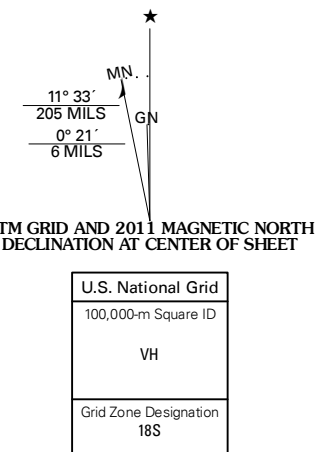 MN
11° 33´
205 MILS
GN
0° 21´
6 MILS
TM GRID AND 2011 MAGNETIC NORTH
DECLINATION AT CENTER OF SHEET
U.S. National Grid
100,000-m Square ID
VH
Grid Zone Designation
18S